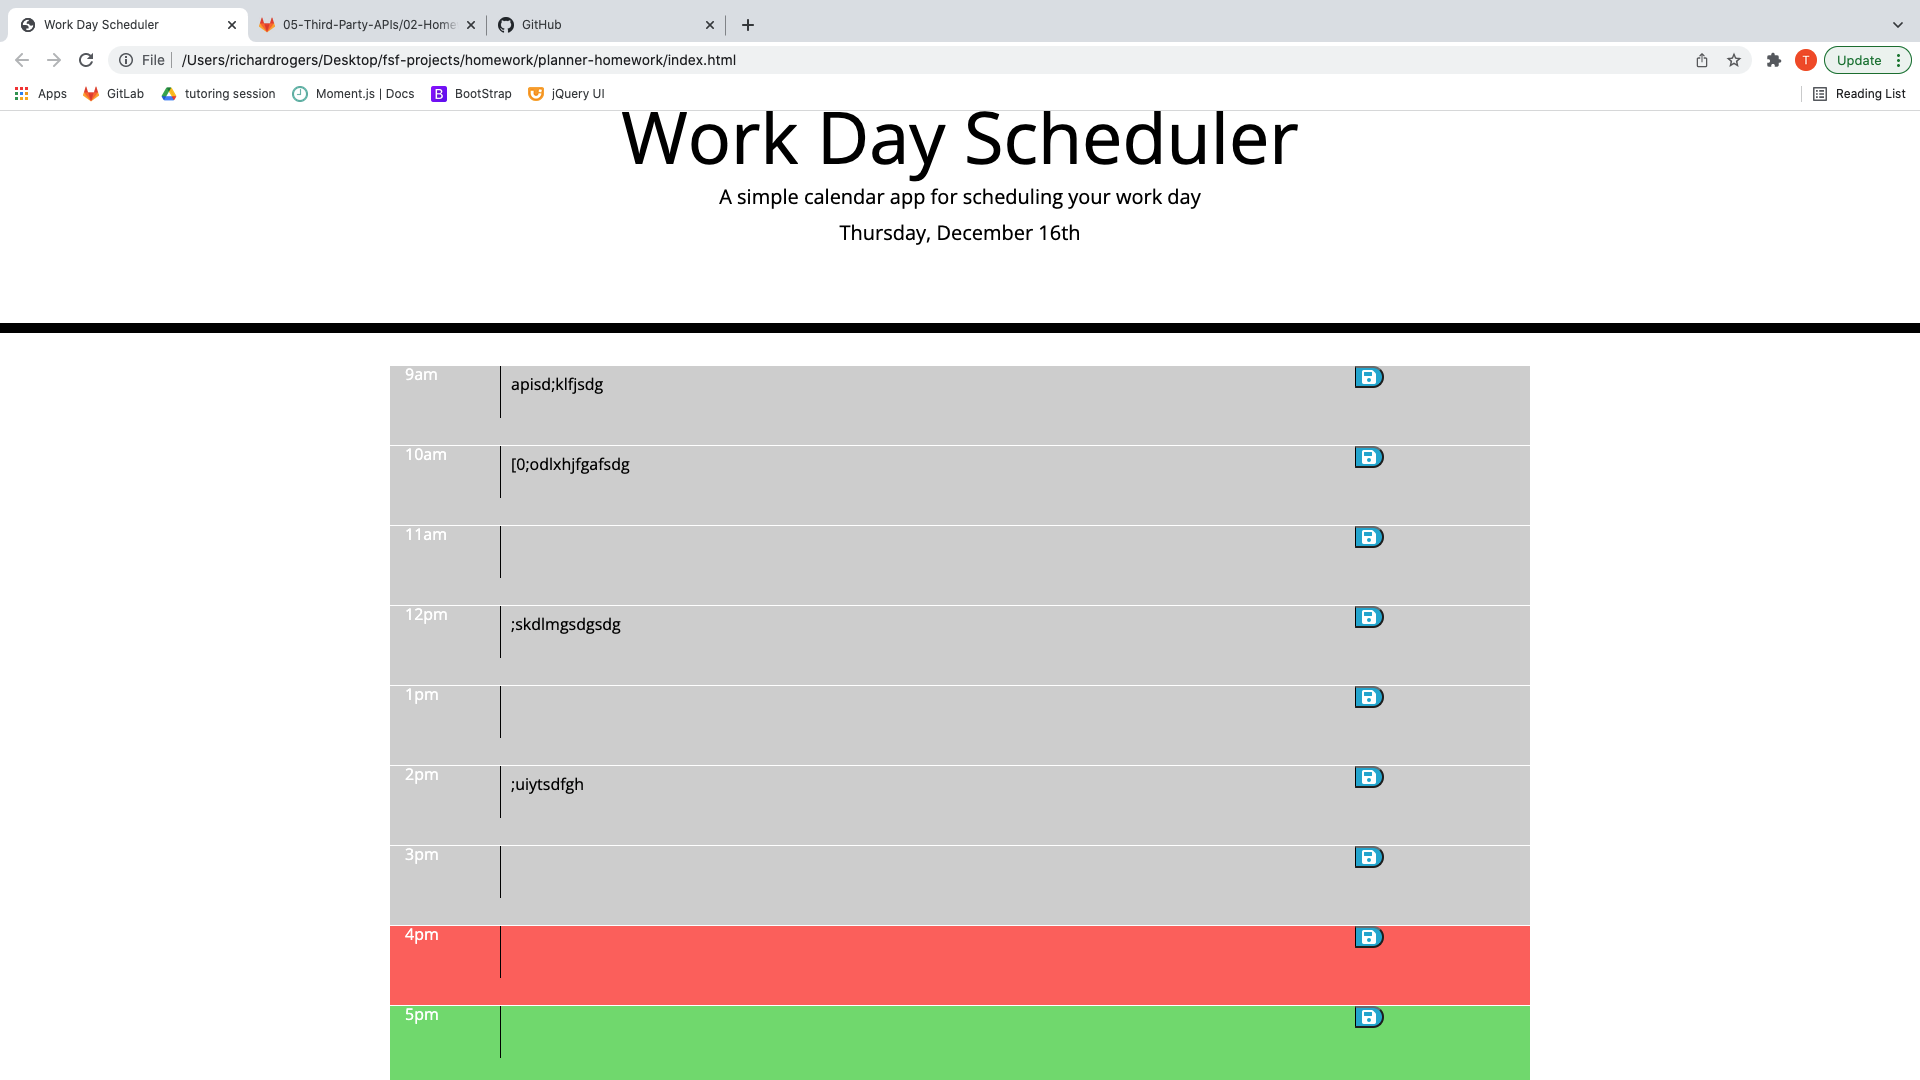 Work Day Scheduler
05-Third-Party-APIs/02-Home
GitHub
File
/Users/richardrogers/Desktop/fsf-projects/homework/planner-homework/index.html
T
Update
Apps
GitLab
tutoring session
Moment.js | Docs
B
BootStrap
jQuery UI
Reading List
Work Day Scheduler
A simple calendar app for scheduling your work day
Thursday, December 16th
9am
apisd;klfjsdg
10am
[0;odlxhjfgafsdg
11am
12pm
;skdlmgsdgsdg
1pm
2pm
;uiytsdfgh
3pm
4pm
5pm